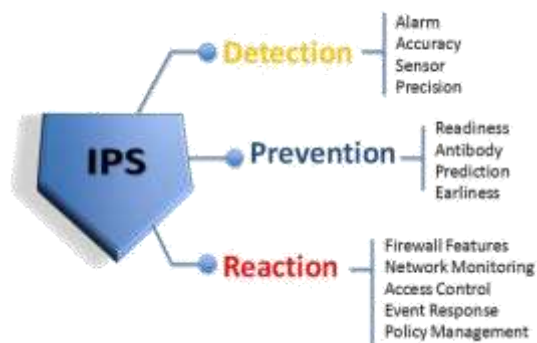 IPS
Detection
Alarm
Accuracy
Sensor
Precision
Prevention
Readiness
Antibody
Prediction
Earliness
Reaction
Firewall Features
Network Monitoring
Access Control
Event Response
Policy Management